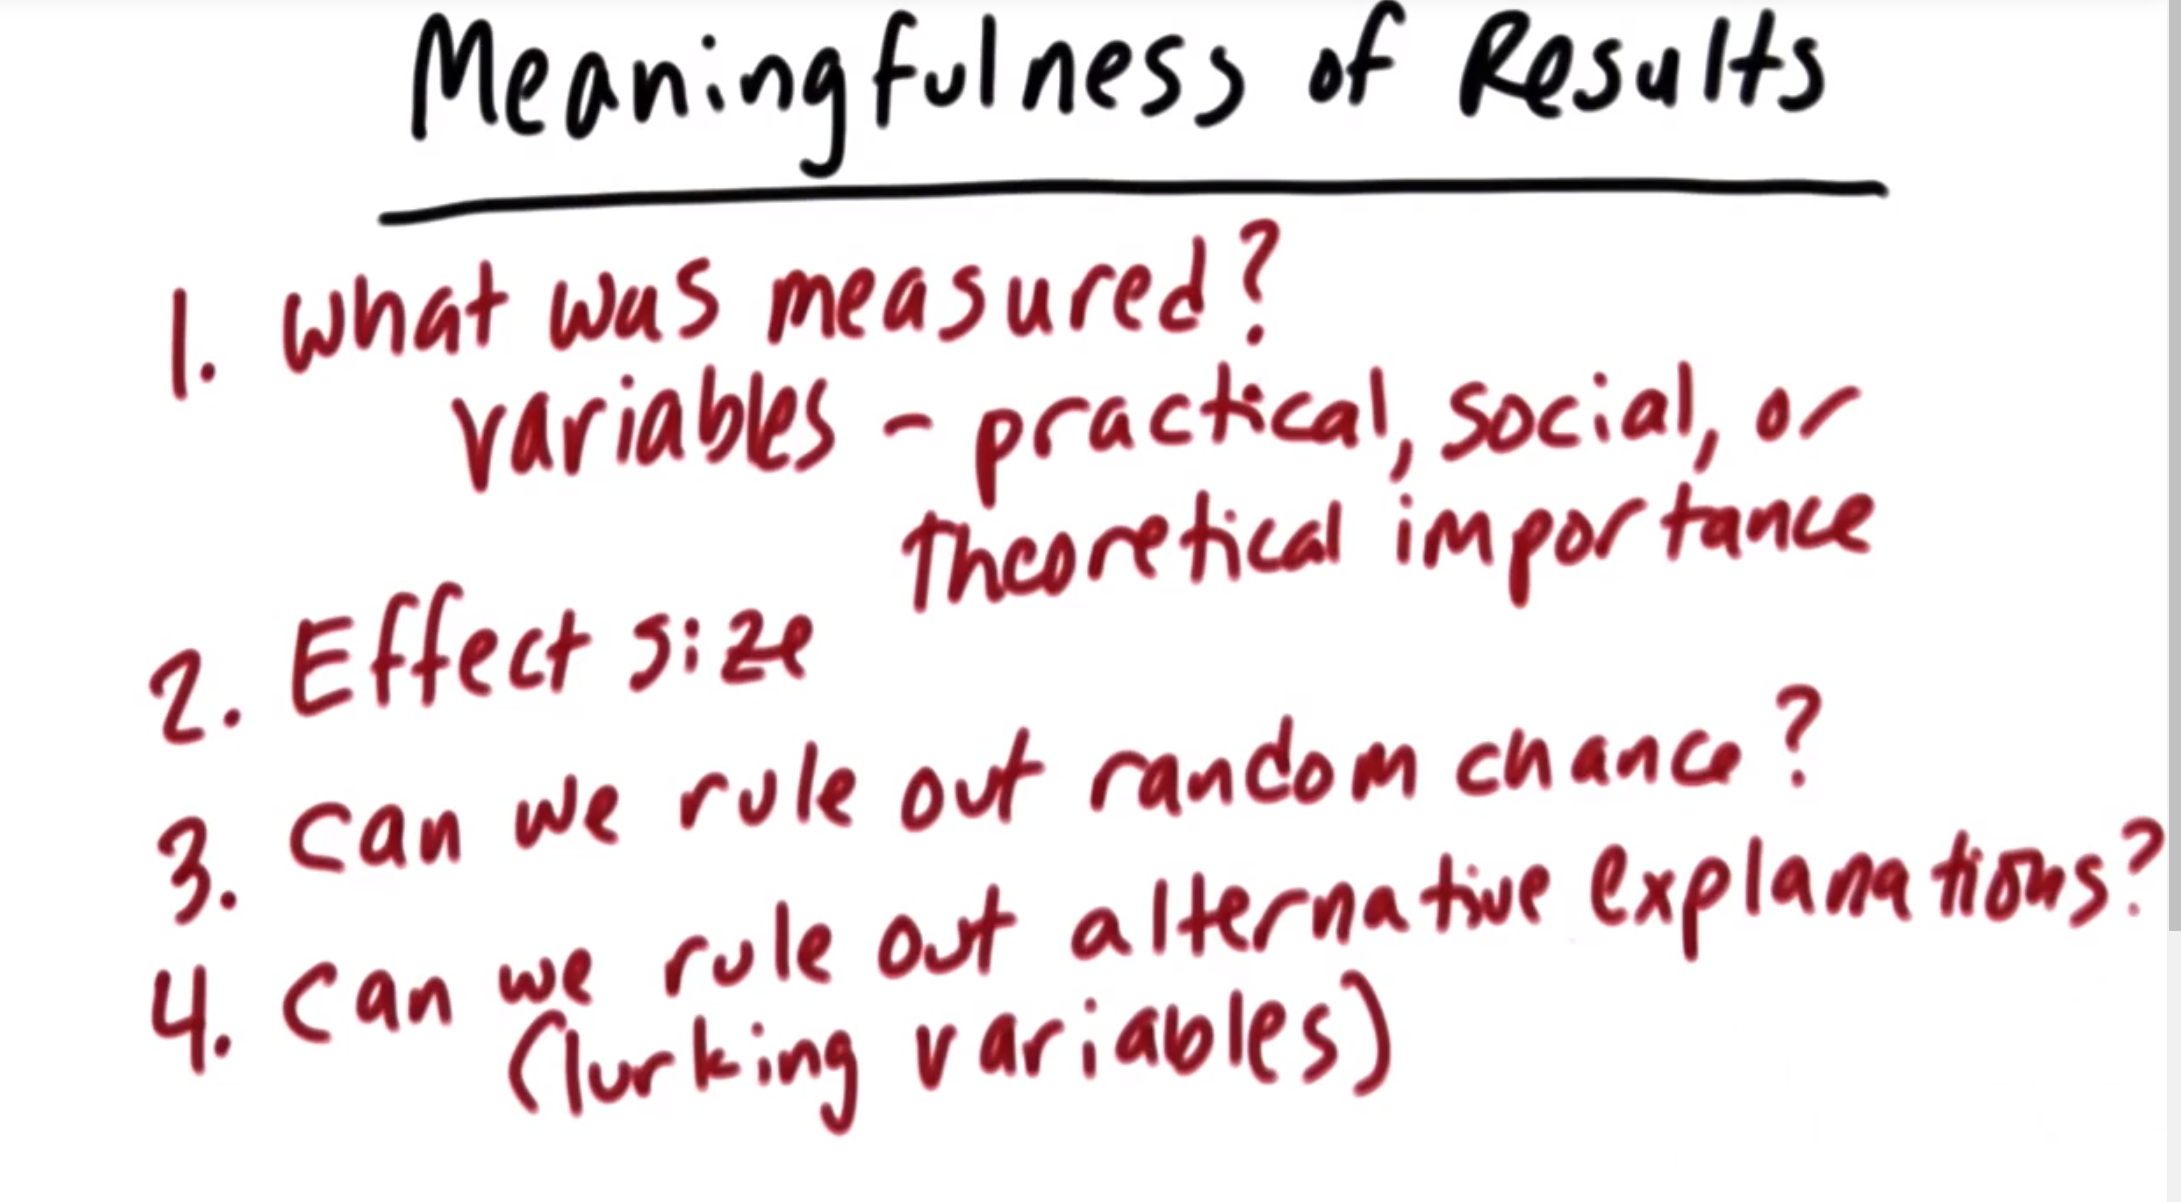 Meaningfulness of Results
1. What was measured?
variables - practical, social, or
theoretical importance
2. Effect size
3. Can we rule out random chance?
4. Can we rule out alternative explanations?
(lurking variables)